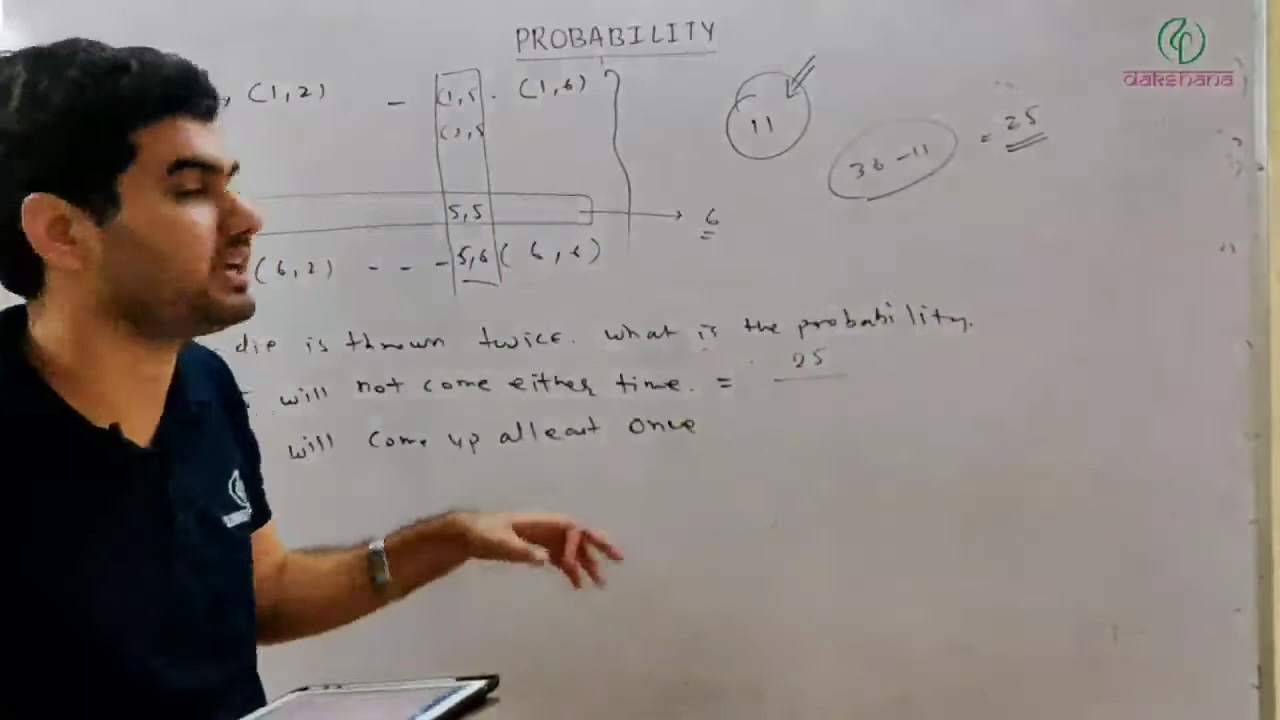 PROBABILITY
dakshana
(1,2) - (1,5) . (1,6)
11
36-11 = 25
5,5
6
(6,2) - - - 5,6 (6,6)
die is thrown twice. what is the probability.
will not come either time. = 25
will come up atleast once